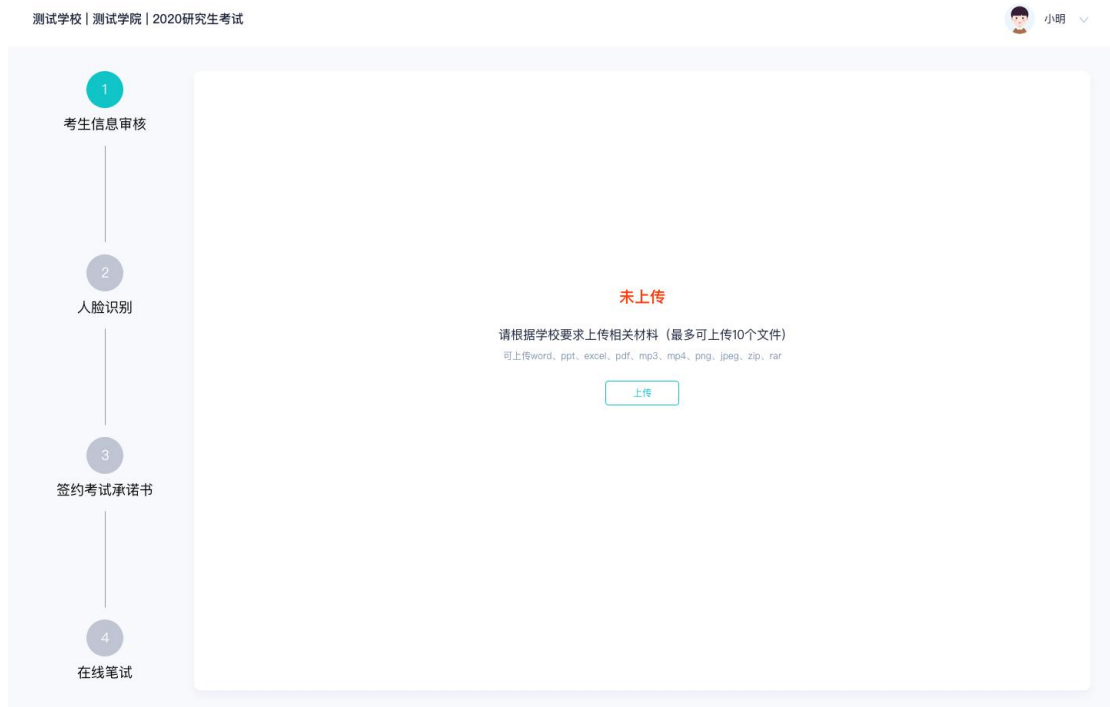 测试学校 | 测试学院 | 2020研究生考试
小明
1
考生信息审核
2
人脸识别
3
签约考试承诺书
4
在线笔试
未上传
请根据学校要求上传相关材料（最多可上传10个文件）
可上传word、ppt、excel、pdf、mp3、mp4、png、jpeg、zip、rar
上传